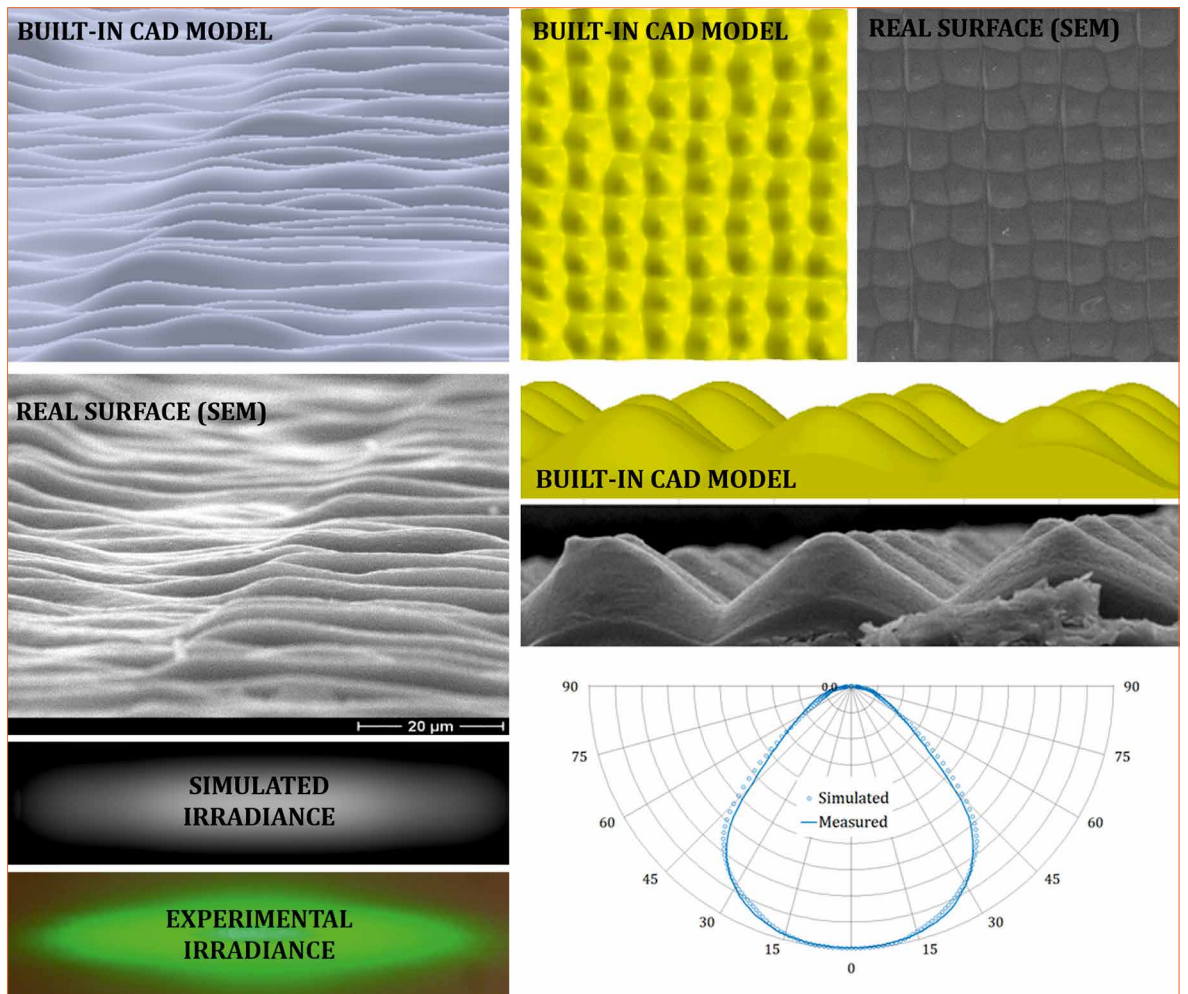 BUILT-IN CAD MODEL
BUILT-IN CAD MODEL
REAL SURFACE (SEM)
REAL SURFACE (SEM)
20 μm
BUILT-IN CAD MODEL
SIMULATED
IRRADIANCE
EXPERIMENTAL
IRRADIANCE
90
0 0
90
75
75
Simulated
Measured
60
60
45
45
30
30
15
15
0